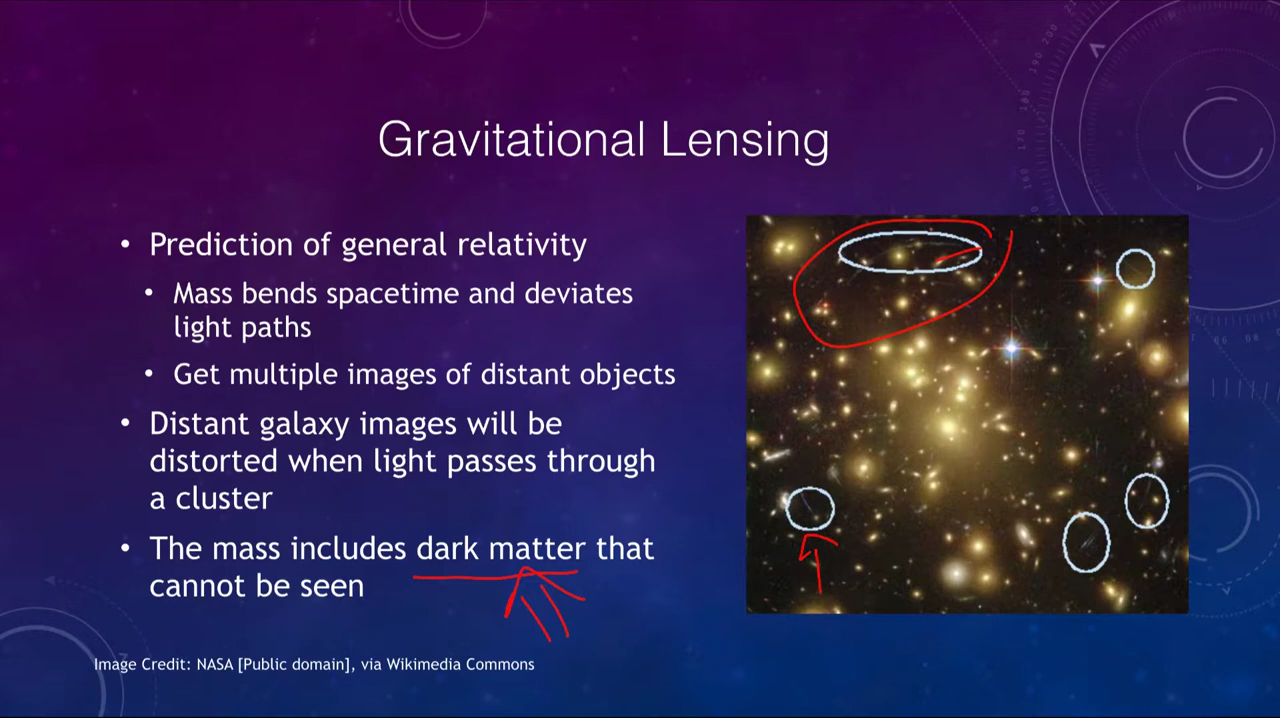 Gravitational Lensing
• Prediction of general relativity
• Mass bends spacetime and deviates
light paths
• Get multiple images of distant objects
• Distant galaxy images will be
distorted when light passes through
a cluster
• The mass includes dark matter that
cannot be seen
Image Credit: NASA [Public domain], via Wikimedia Commons